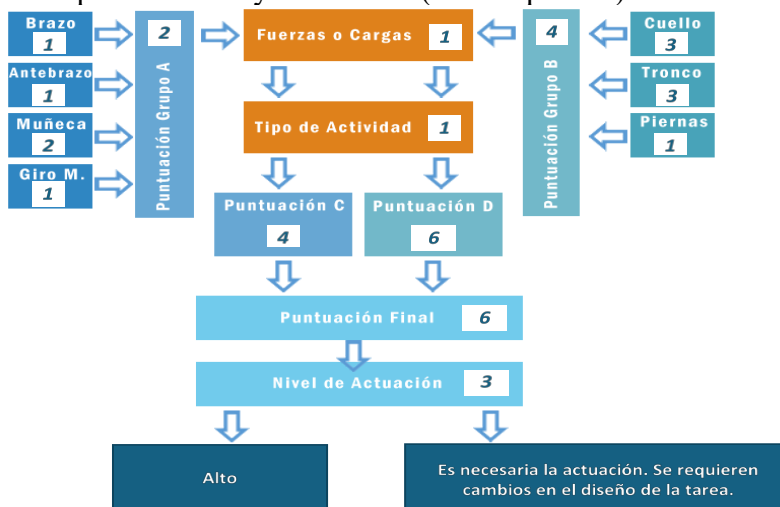 Brazo
1
Antebrazo
1
Muñeca
2
Giro M.
1
2
Puntuación Grupo A
Fuerzas o Cargas 1
Tipo de Actividad 1
4
Puntuación Grupo B
Cuello
3
Tronco
3
Piernas
1
Puntuación C
4
Puntuación D
6
Puntuación Final 6
Nivel de Actuación 3
Alto
Es necesaria la actuación. Se requieren
cambios en el diseño de la tarea.